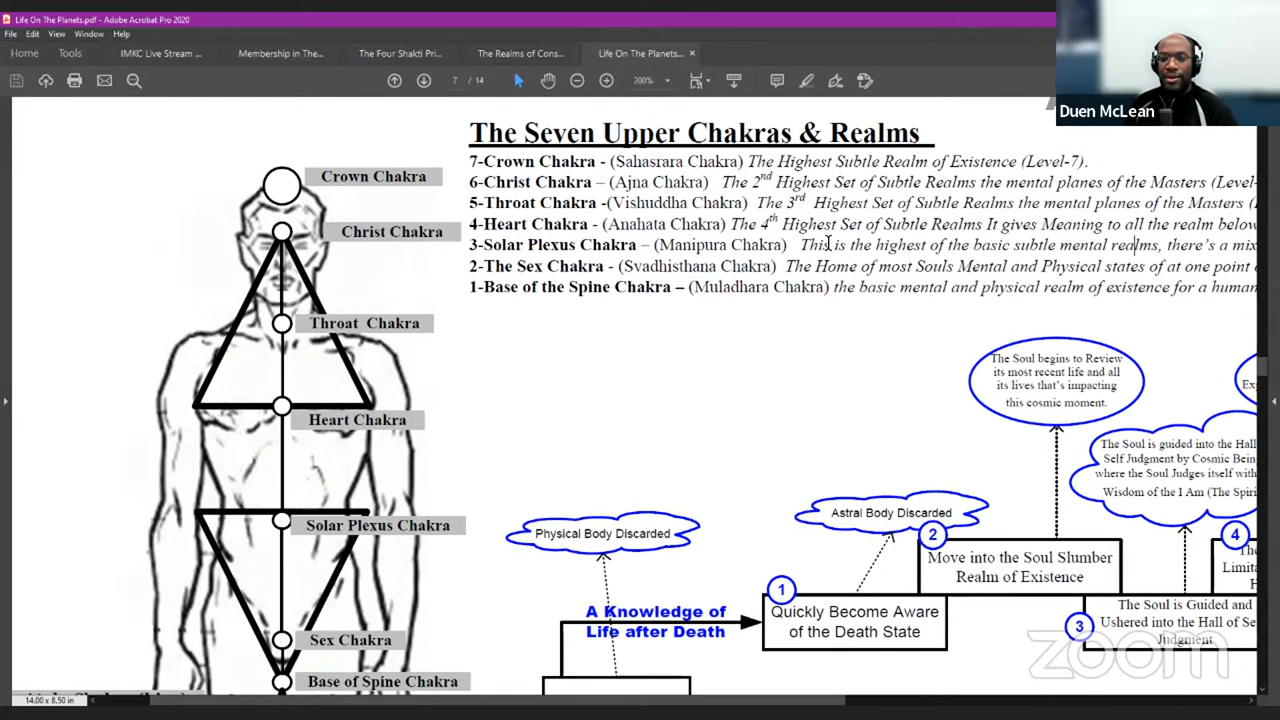 Life On The Planets.pdf - Adobe Acrobat Pro 2020
File Edit View Window Help
Home Tools IMKC Live Stream ... Membership in The... The Four Shakti Pri... The Realms of Cons... Life On The Planets... ×
7 / 14 200%
Duen McLean
The Seven Upper Chakras & Realms
7-Crown Chakra - (Sahasrara Chakra) The Highest Subtle Realm of Existence (Level-7).
6-Christ Chakra – (Ajna Chakra) The 2nd Highest Set of Subtle Realms the mental planes of the Masters (Level-
5-Throat Chakra -(Vishuddha Chakra) The 3rd Highest Set of Subtle Realms the mental planes of the Masters (
4-Heart Chakra - (Anahata Chakra) The 4th Highest Set of Subtle Realms It gives Meaning to all the realm below
3-Solar Plexus Chakra – (Manipura Chakra) This is the highest of the basic subtle mental realms, there's a mix
2-The Sex Chakra - (Svadhisthana Chakra) The Home of most Souls Mental and Physical states of at one point
1-Base of the Spine Chakra – (Muladhara Chakra) the basic mental and physical realm of existence for a human
Crown Chakra
Christ Chakra
Throat Chakra
Heart Chakra
Solar Plexus Chakra
Sex Chakra
Base of Spine Chakra
The Soul begins to Review
its most recent life and all
its lives that's impacting
this cosmic moment.
The Soul is guided into the Hall
Self Judgment by Cosmic Bein
where the Soul Judges itself with
Wisdom of the I Am (The Spiri
Astral Body Discarded
Physical Body Discarded
2
Move into the Soul Slumber
Realm of Existence
4
Limita
1
Quickly Become Aware
of the Death State
A Knowledge of
Life after Death
3
The Soul is Guided and
Ushered into the Hall of Se
Judgment
zoom
14.00 x 8.50 in